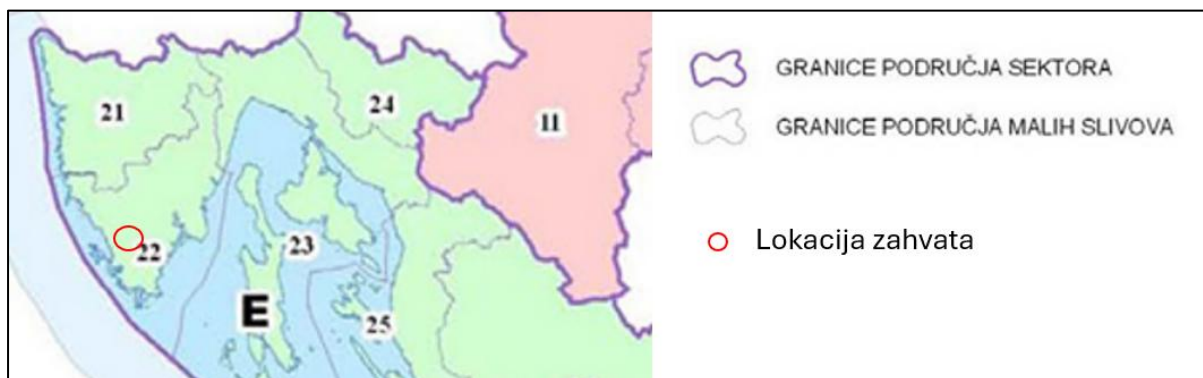 21
24
11
22
23
E
25
GRANICE PODRUČJA SEKTORA
GRANICE PODRUČJA MALIH SLIVOVA
Lokacija zahvata